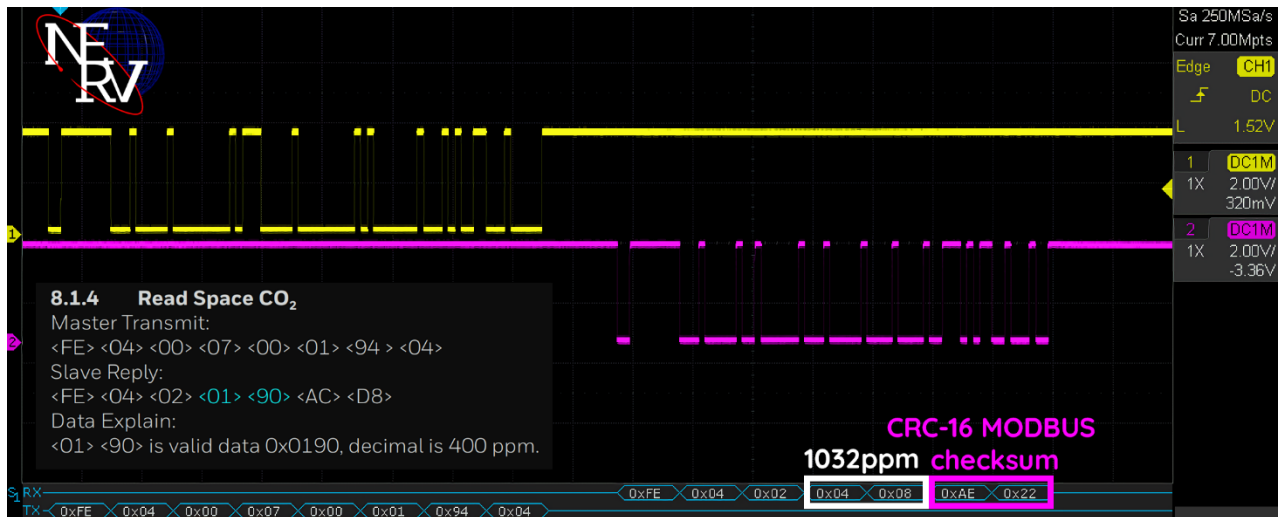 NERV
Sa 250MSa/s
Curr 7.00Mpts
Edge CH1
DC
L 1.52V
1 DC1M
1X 2.00V/
320mV
2 DC1M
1X 2.00V/
-3.36V
1
2
8.1.4 Read Space CO₂
Master Transmit:
<FE> <04> <00> <07> <00> <01> <94 > <04>
Slave Reply:
<FE> <04> <02> <01> <90> <AC> <D8>
Data Explain:
<01> <90> is valid data 0x0190, decimal is 400 ppm.
CRC-16 MODBUS
1032ppm checksum
S1 RX 0xFE 0x04 0x02 0x04 0x08 0xAE 0x22
TX 0xFE 0x04 0x00 0x07 0x00 0x01 0x94 0x04